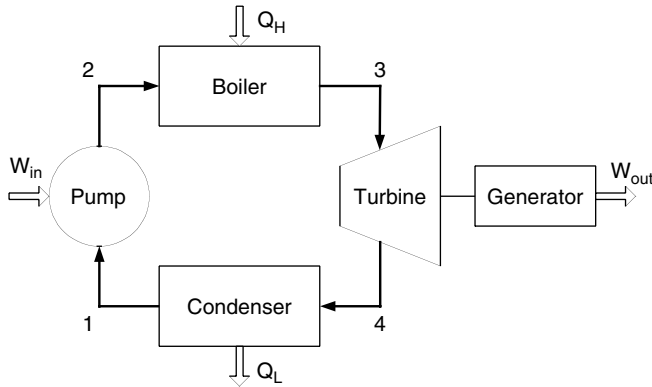 Q_H
2
3
Boiler
W_in
Pump
Turbine
Generator
W_out
Condenser
1
4
Q_L